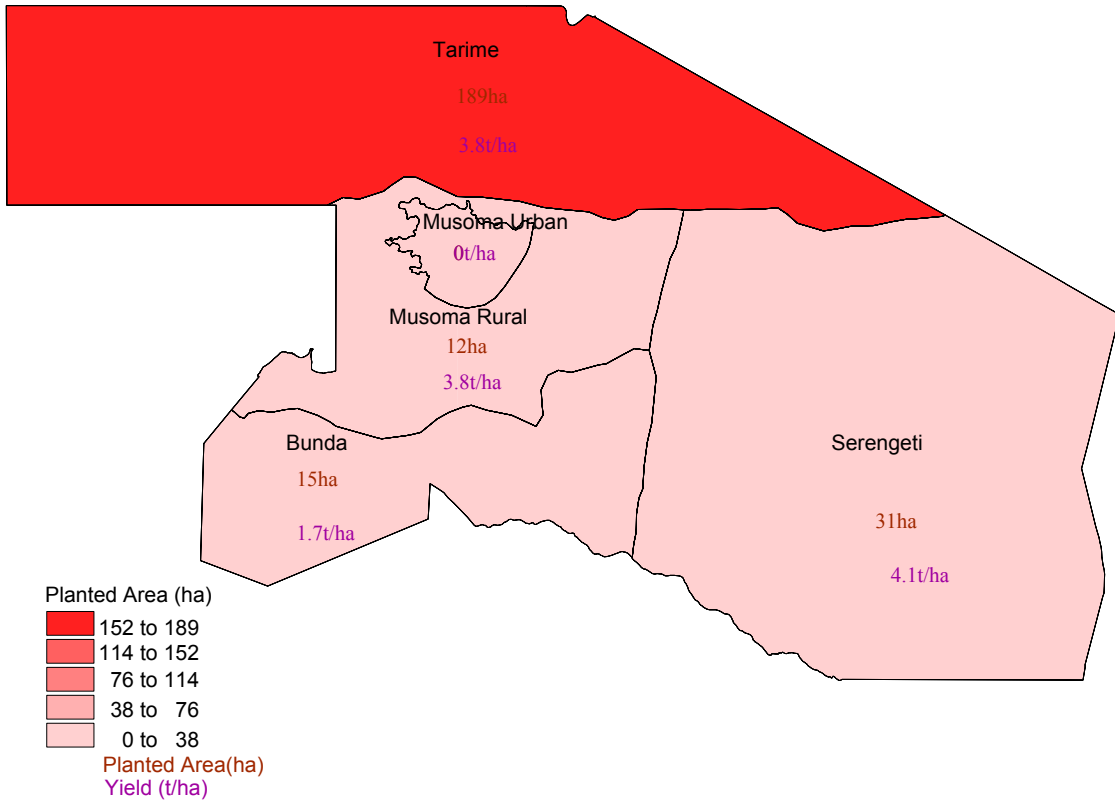 Tarime
189ha
3.8t/ha
Musoma Urban
0t/ha
Musoma Rural
12ha
3.8t/ha
Bunda
15ha
1.7t/ha
Serengeti
31ha
4.1t/ha
Planted Area (ha)
152 to 189
114 to 152
76 to 114
38 to 76
0 to 38
Planted Area(ha)
Yield (t/ha)